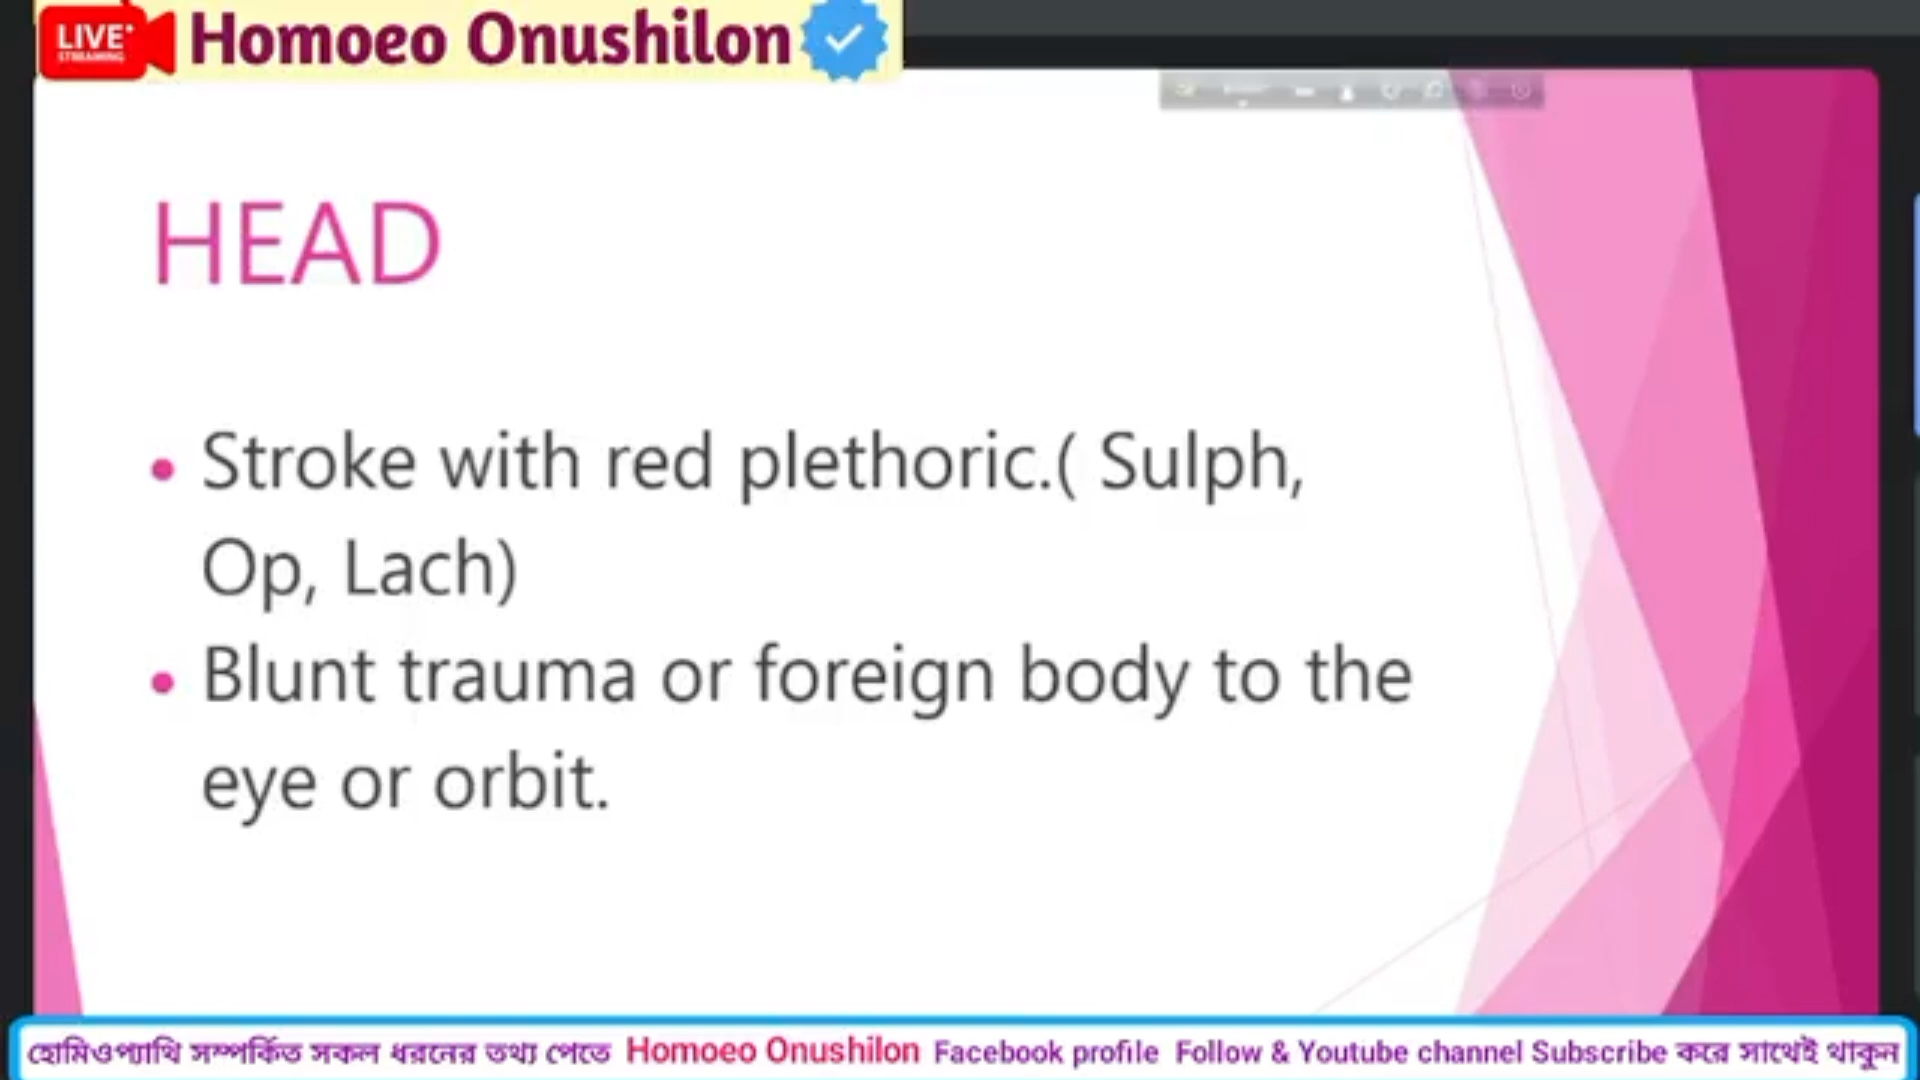 LIVE
STREAMING
Homoeo Onushilon
HEAD
• Stroke with red plethoric.( Sulph,
Op, Lach)
• Blunt trauma or foreign body to the
eye or orbit.
হোমিওপ্যাথি সম্পর্কিত সকল ধরনের তথ্য পেতে Homoeo Onushilon Facebook profile Follow & Youtube channel Subscribe করে সাথেই থাকুন